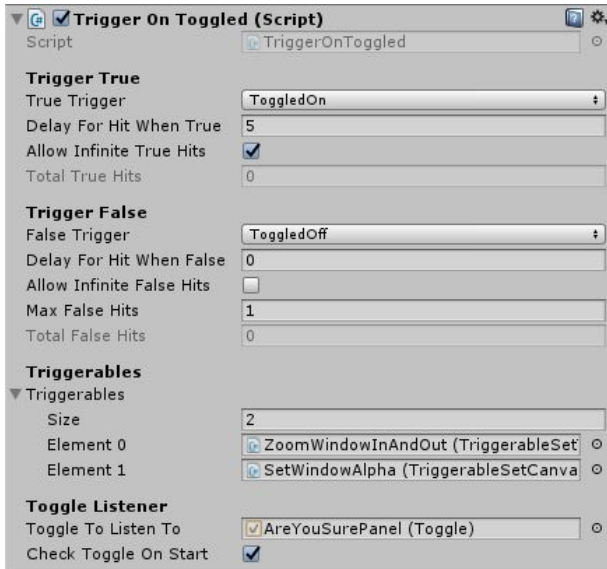 Trigger On Toggled (Script)
Script TriggerOnToggled
Trigger True
True Trigger ToggledOn
Delay For Hit When True 5
Allow Infinite True Hits
Total True Hits 0
Trigger False
False Trigger ToggledOff
Delay For Hit When False 0
Allow Infinite False Hits
Max False Hits 1
Total False Hits 0
Triggerables
Triggerables
Size 2
Element 0 ZoomWindowInAndOut (TriggerableSet
Element 1 SetWindowAlpha (TriggerableSetCanva
Toggle Listener
Toggle To Listen To AreYouSurePanel (Toggle)
Check Toggle On Start